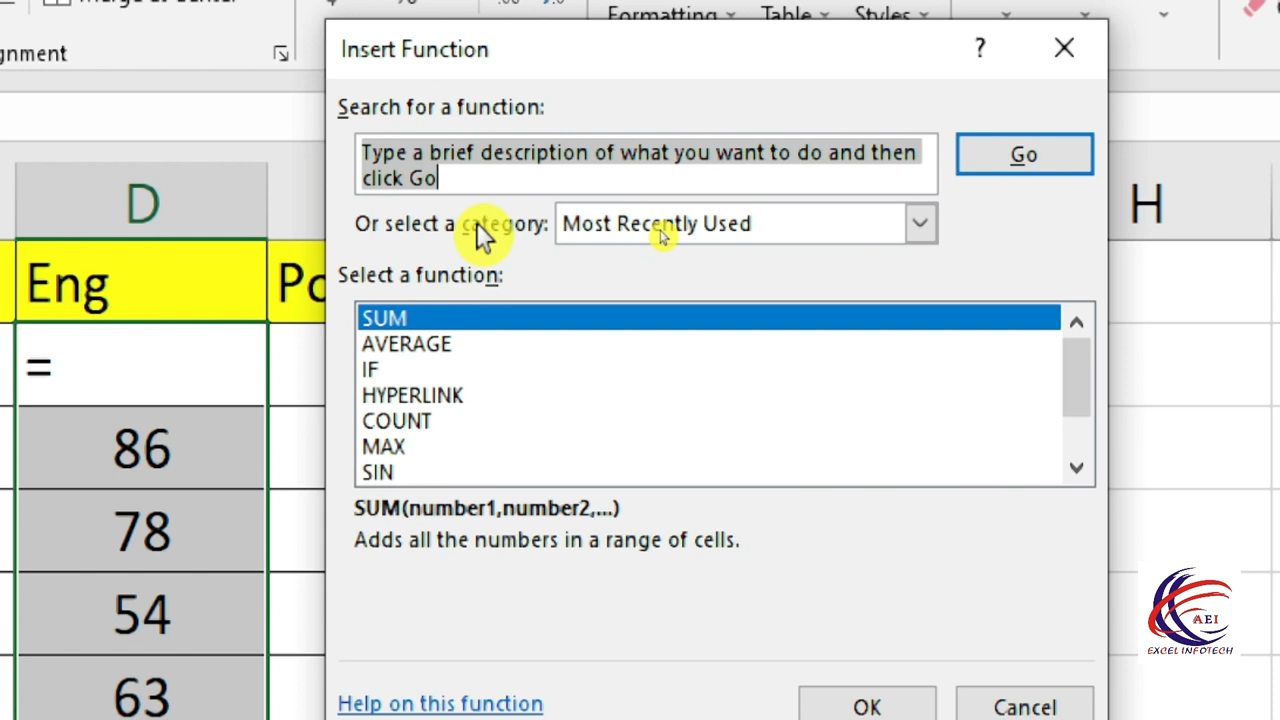 Formatting Table Styles
gnment
Insert Function
?
Search for a function:
Type a brief description of what you want to do and then
click Go
Go
Or select a category:
Most Recently Used
Select a function:
SUM
AVERAGE
IF
HYPERLINK
COUNT
MAX
SIN
SUM(number1,number2,...)
Adds all the numbers in a range of cells.
Help on this function
OK
Cancel
D
H
Eng
Po
=
86
78
54
63
AEI
EXCEL INFOTECH